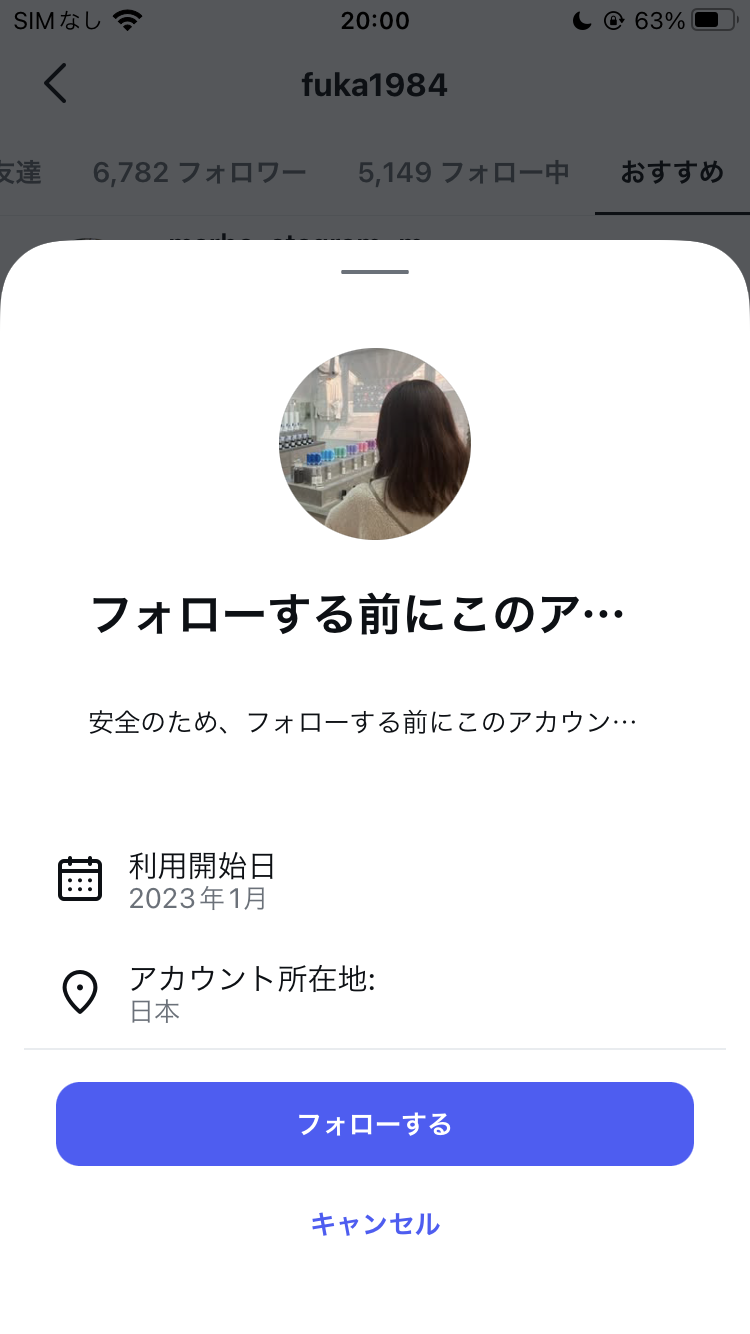 SIMなし 20:00 63%
fuka1984
友達 6,782 フォロワー 5,149 フォロー中 おすすめ
フォローする前にこのア…
安全のため、フォローする前にこのアカウン…
利用開始日
2023年1月
アカウント所在地:
日本
フォローする
キャンセル